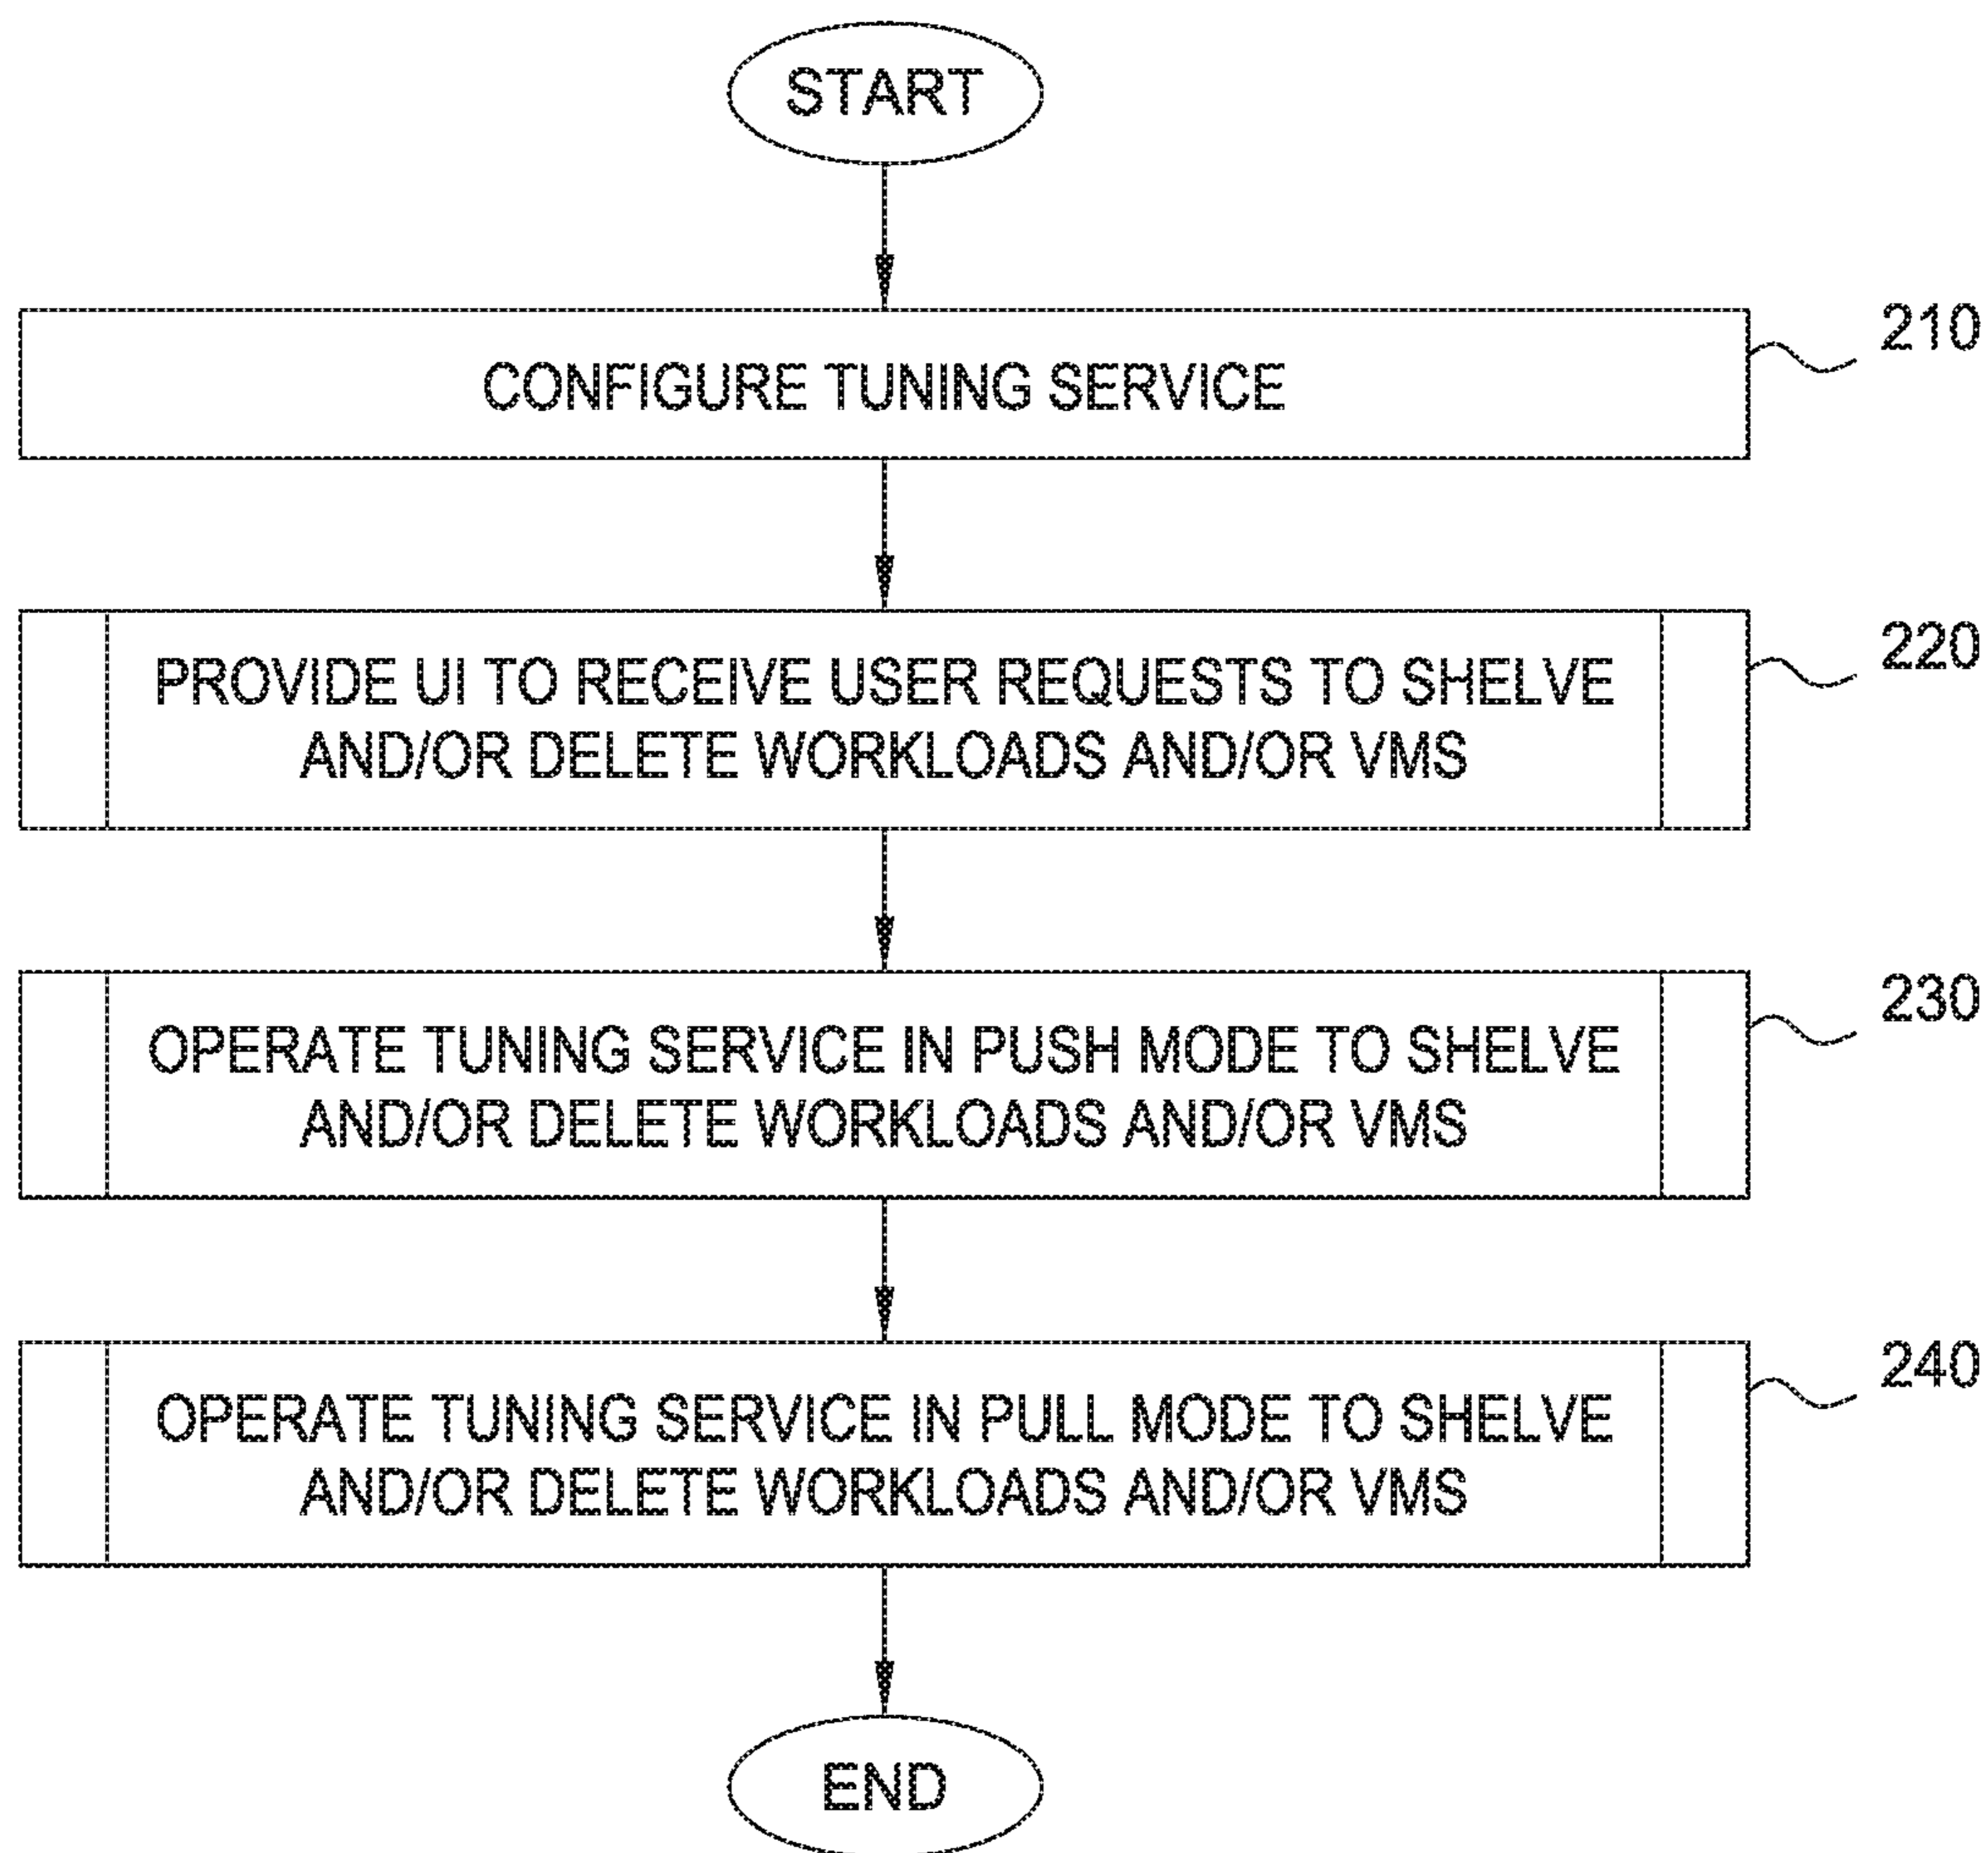 START
210
CONFIGURE TUNING SERVICE
220
PROVIDE UI TO RECEIVE USER REQUESTS TO SHELVE
AND/OR DELETE WORKLOADS AND/OR VMS
230
OPERATE TUNING SERVICE IN PUSH MODE TO SHELVE
AND/OR DELETE WORKLOADS AND/OR VMS
240
OPERATE TUNING SERVICE IN PULL MODE TO SHELVE
AND/OR DELETE WORKLOADS AND/OR VMS
END